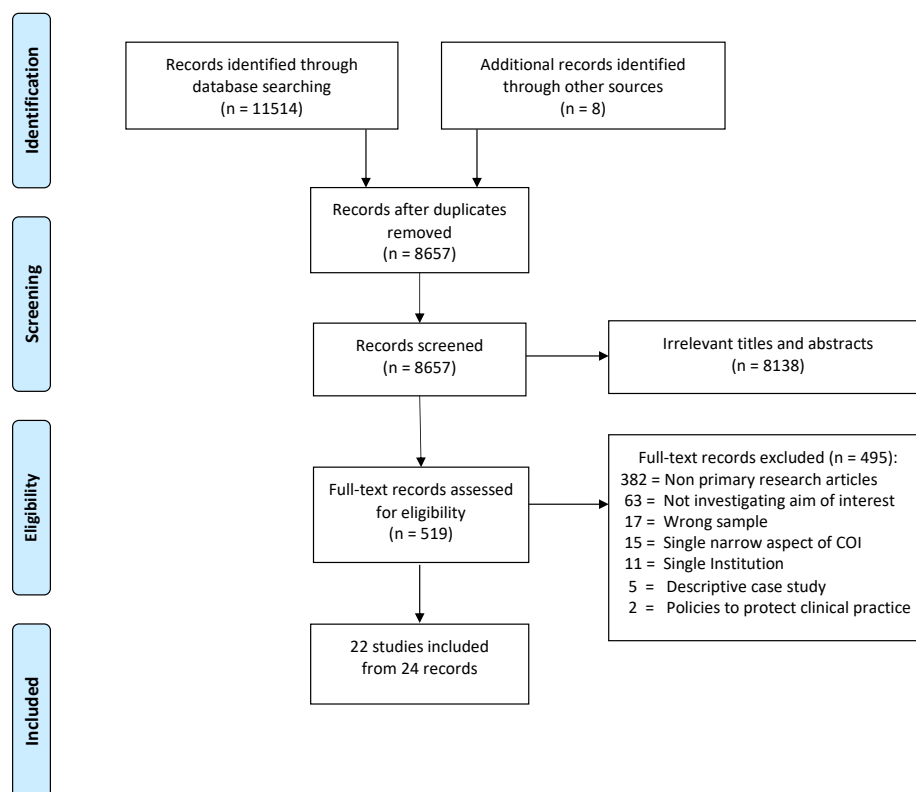 Identification
Records identified through
database searching
(n = 11514)
Additional records identified
through other sources
(n = 8)
Records after duplicates
removed
(n = 8657)
Screening
Records screened
(n = 8657)
Irrelevant titles and abstracts
(n = 8138)
Eligibility
Full-text records assessed
for eligibility
(n = 519)
Full-text records excluded (n = 495):
382 = Non primary research articles
63 = Not investigating aim of interest
17 = Wrong sample
15 = Single narrow aspect of COI
11 = Single Institution
5 = Descriptive case study
2 = Policies to protect clinical practice
Included
22 studies included
from 24 records